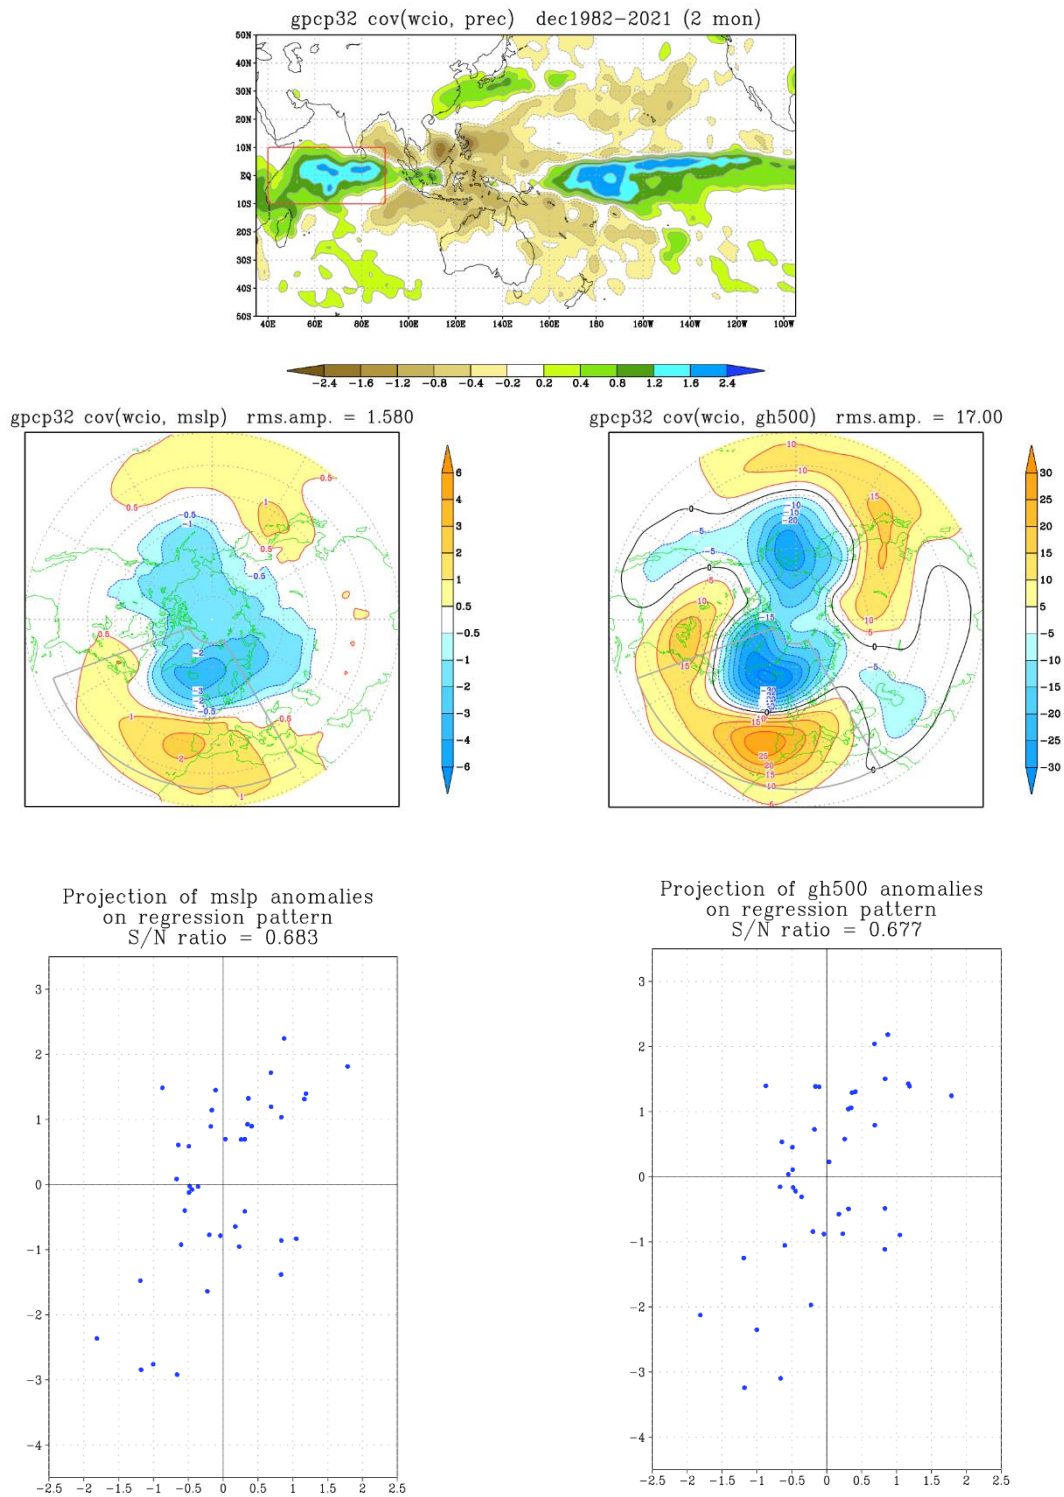 gpcp32 cov(wcio, prec) dec1982-2021 (2 mon)
50N
40N
30N
20N
10N
EQ
10S
20S
30S
40S
50S
40E 60E 80E 100E 120E 140E 160E 180 160W 140W 120W 100W
-2.4 -1.6 -1.2 -0.8 -0.4 -0.2 0.2 0.4 0.8 1.2 1.6 2.4
gpcp32 cov(wcio, mslp) rms.amp. = 1.580
6
4
3
2
1
0.5
-0.5
-1
-2
-3
-4
-6
gpcp32 cov(wcio, gh500) rms.amp. = 17.00
30
25
20
15
10
5
-5
-10
-15
-20
-25
-30
Projection of mslp anomalies
on regression pattern
S/N ratio = 0.683
3
2
1
0
-1
-2
-3
-4
-2.5 -2 -1.5 -1 -0.5 0 0.5 1 1.5 2 2.5
Projection of gh500 anomalies
on regression pattern
S/N ratio = 0.677
3
2
1
0
-1
-2
-3
-4
-2.5 -2 -1.5 -1 -0.5 0 0.5 1 1.5 2 2.5